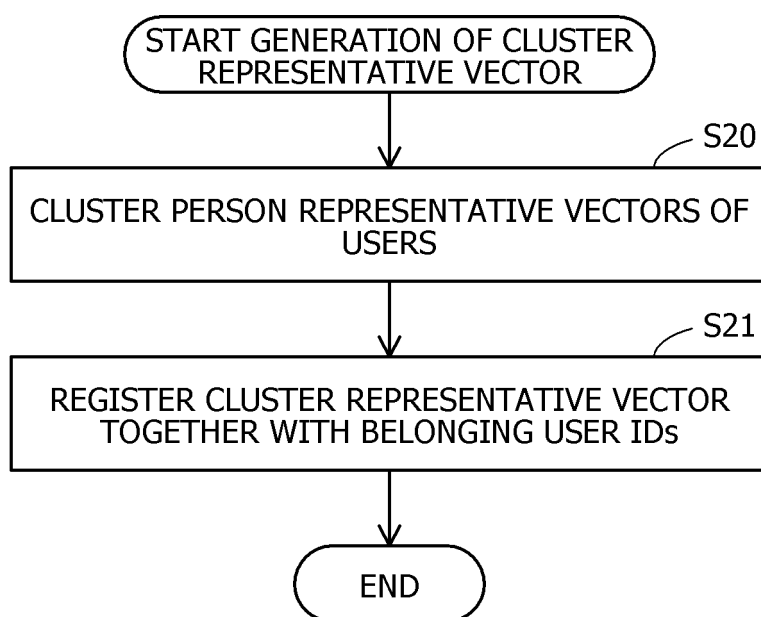 START GENERATION OF CLUSTER
REPRESENTATIVE VECTOR
S20
CLUSTER PERSON REPRESENTATIVE VECTORS OF
USERS
S21
REGISTER CLUSTER REPRESENTATIVE VECTOR
TOGETHER WITH BELONGING USER IDs
END